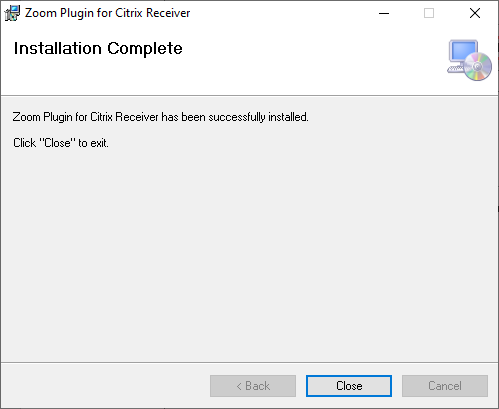 Zoom Plugin for Citrix Receiver
Installation Complete
Zoom Plugin for Citrix Receiver has been successfully installed.
Click "Close" to exit.
< Back
Close
Cancel